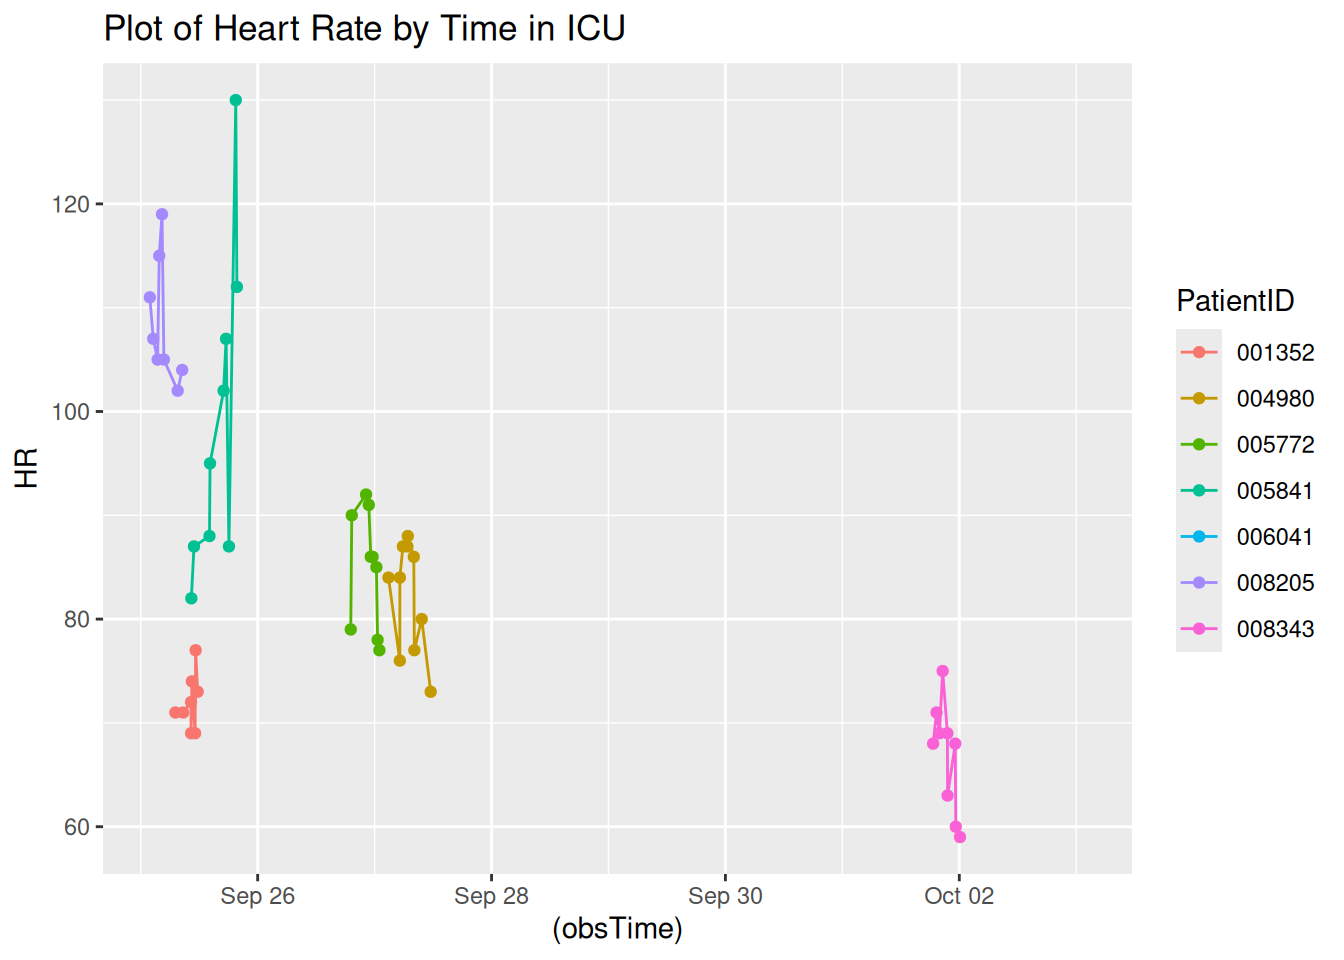 Plot of Heart Rate by Time in ICU
120
100
80
60
HR
Sep 26
Sep 28
Sep 30
Oct 02
(obsTime)
PatientID
001352
004980
005772
005841
006041
008205
008343